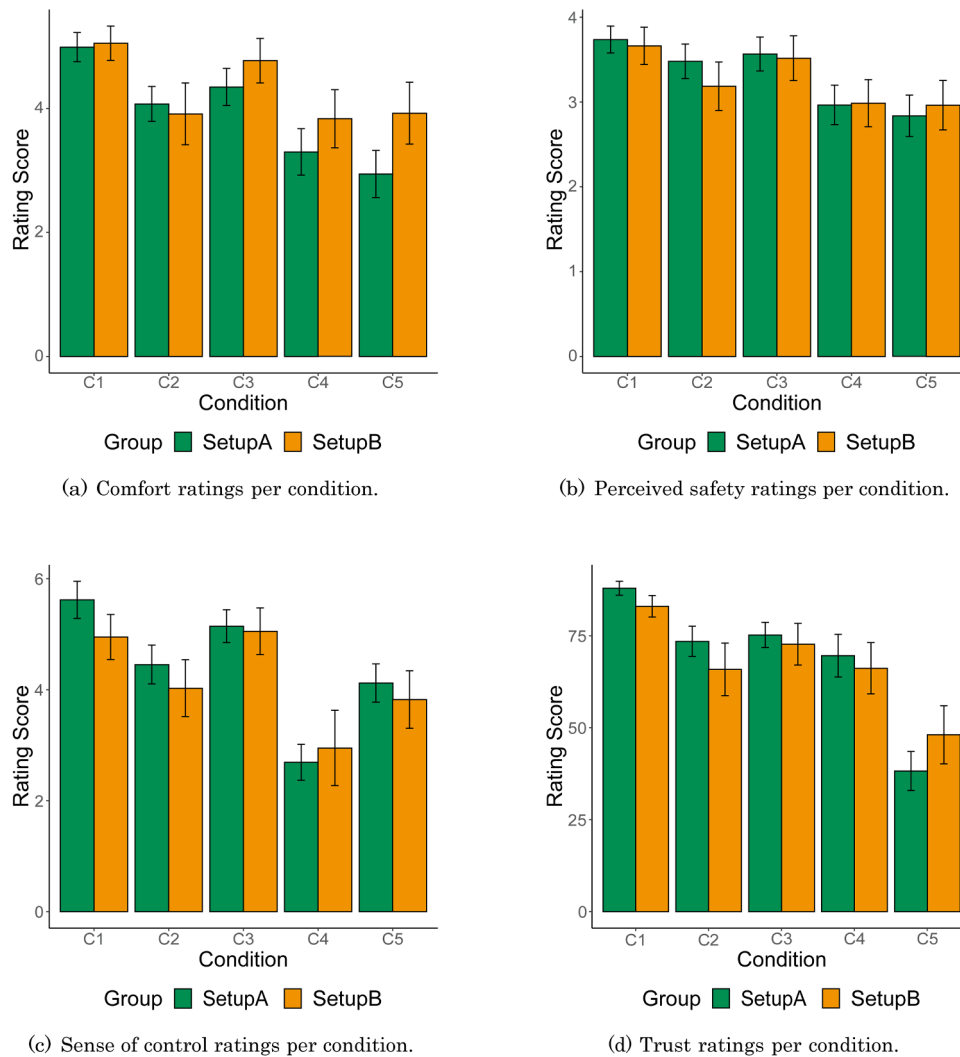 4
2
0
Rating Score
C1 C2 C3 C4 C5
Condition
Group SetupA SetupB
(a) Comfort ratings per condition.
4
3
2
1
0
Rating Score
C1 C2 C3 C4 C5
Condition
Group SetupA SetupB
(b) Perceived safety ratings per condition.
6
4
2
0
Rating Score
C1 C2 C3 C4 C5
Condition
Group SetupA SetupB
(c) Sense of control ratings per condition.
75
50
25
0
Rating Score
C1 C2 C3 C4 C5
Condition
Group SetupA SetupB
(d) Trust ratings per condition.